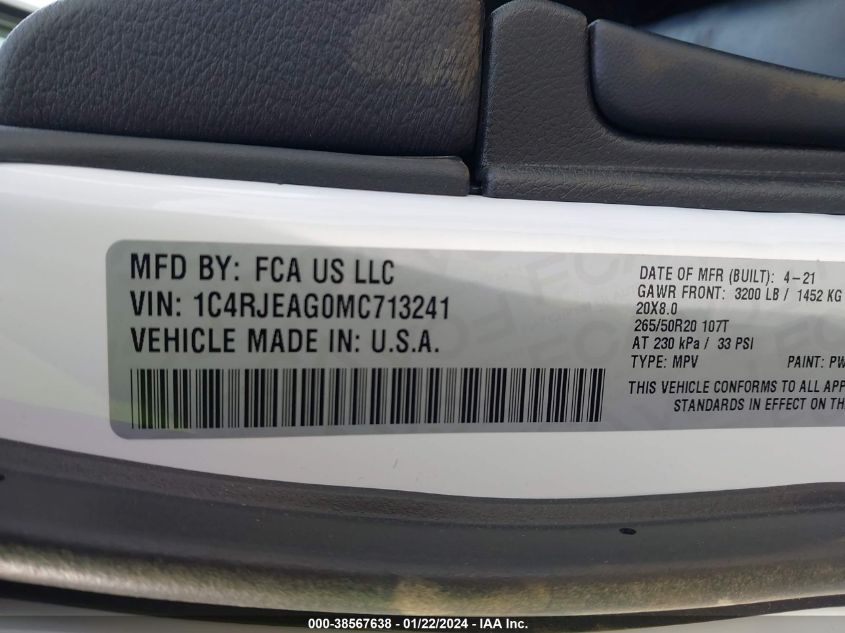 MFD BY: FCA US LLC
VIN: 1C4RJEAG0MC713241
VEHICLE MADE IN: U.S.A.
DATE OF MFR (BUILT): 4-21
GAWR FRONT: 3200 LB / 1452 KG
20X8.0
265/50R20 107T
AT 230 kPa / 33 PSI
TYPE: MPV PAINT: PW
THIS VEHICLE CONFORMS TO ALL APP
STANDARDS IN EFFECT ON TH
000-38567638 - 01/22/2024 - IAA Inc.